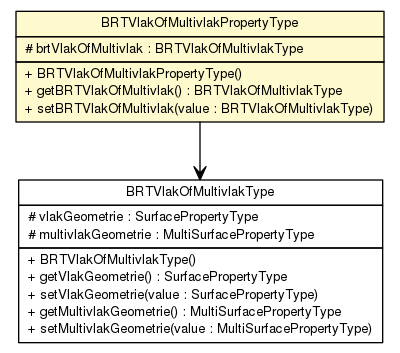 BRTVlakOfMultivlakPropertyType
# brtVlakOfMultivlak : BRTVlakOfMultivlakType
+ BRTVlakOfMultivlakPropertyType()
+ getBRTVlakOfMultivlak() : BRTVlakOfMultivlakType
+ setBRTVlakOfMultivlak(value : BRTVlakOfMultivlakType)
BRTVlakOfMultivlakType
# vlakGeometrie : SurfacePropertyType
# multivlakGeometrie : MultiSurfacePropertyType
+ BRTVlakOfMultivlakType()
+ getVlakGeometrie() : SurfacePropertyType
+ setVlakGeometrie(value : SurfacePropertyType)
+ getMultivlakGeometrie() : MultiSurfacePropertyType
+ setMultivlakGeometrie(value : MultiSurfacePropertyType)